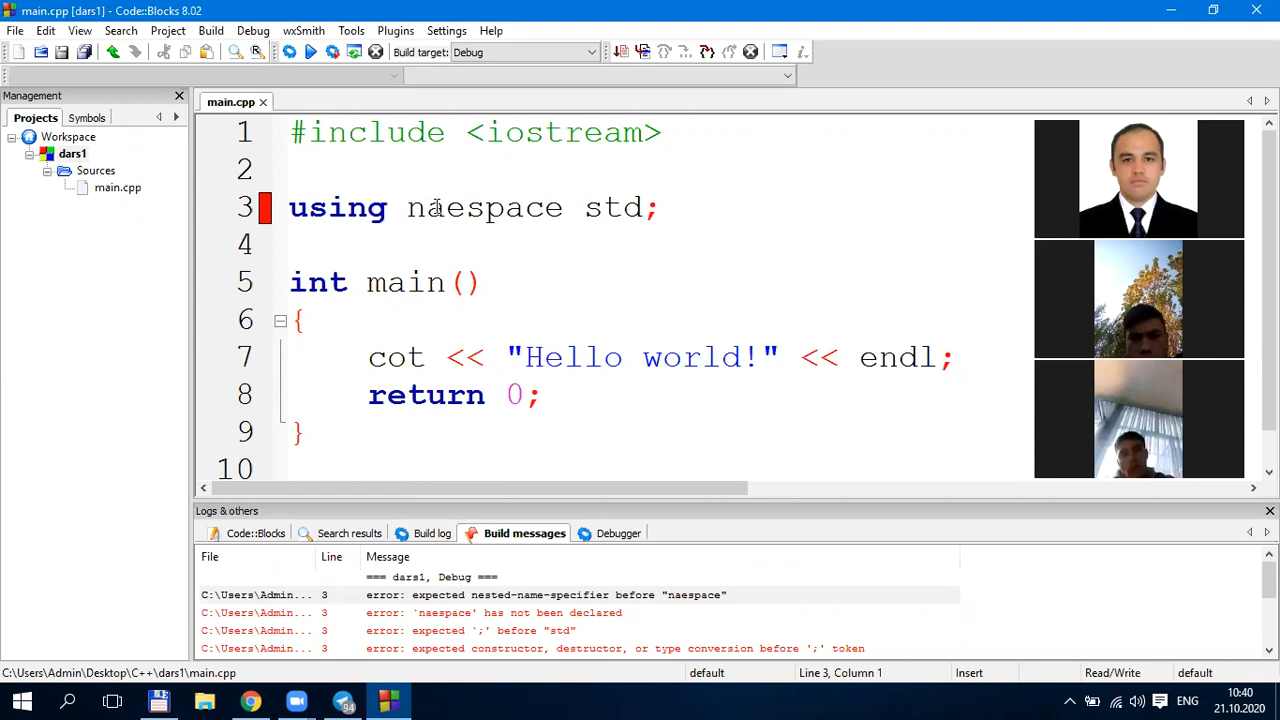 main.cpp [dars1] - Code::Blocks 8.02
File Edit View Search Project Build Debug wxSmith Tools Plugins Settings Help
Build target: Debug
Management
Projects Symbols
Workspace
dars1
Sources
main.cpp
main.cpp
1 #include <iostream>
2
3 using naespace std;
4
5 int main()
6 {
7 cot << "Hello world!" << endl;
8 return 0;
9 }
10
Logs & others
Code::Blocks Search results Build log Build messages Debugger
File Line Message
=== dars1, Debug ===
C:\Users\Admin... 3 error: expected nested-name-specifier before "naespace"
C:\Users\Admin... 3 error: `naespace' has not been declared
C:\Users\Admin... 3 error: expected `;' before "std"
C:\Users\Admin... 3 error: expected constructor, destructor, or type conversion before ';' token
C:\Users\Admin\Desktop\C++\dars1\main.cpp default Line 3, Column 1 Insert Read/Write default
94 ENG 10:40
21.10.2020